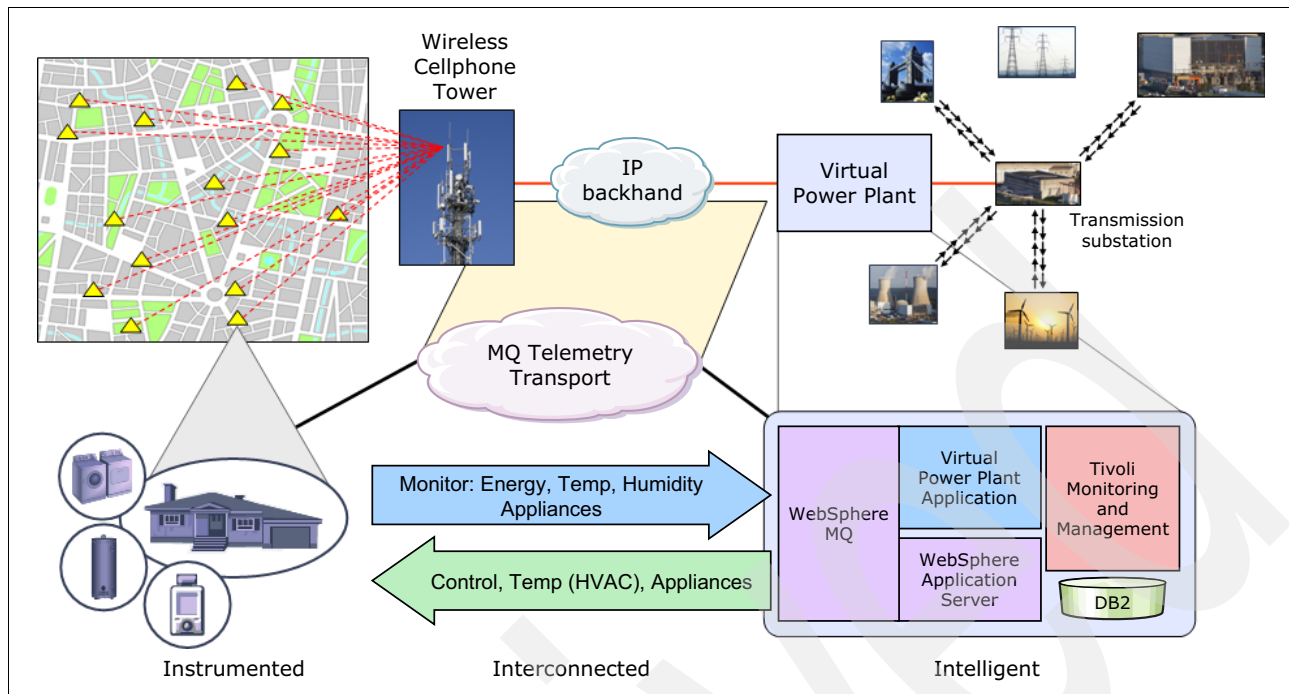 Wireless
Cellphone
Tower
IP
backhand
Virtual
Power Plant
Transmission
substation
MQ Telemetry
Transport
Monitor: Energy, Temp, Humidity
Appliances
Control, Temp (HVAC), Appliances
WebSphere
MQ
Virtual
Power Plant
Application
WebSphere
Application
Server
Tivoli
Monitoring
and
Management
DB2
Instrumented
Interconnected
Intelligent